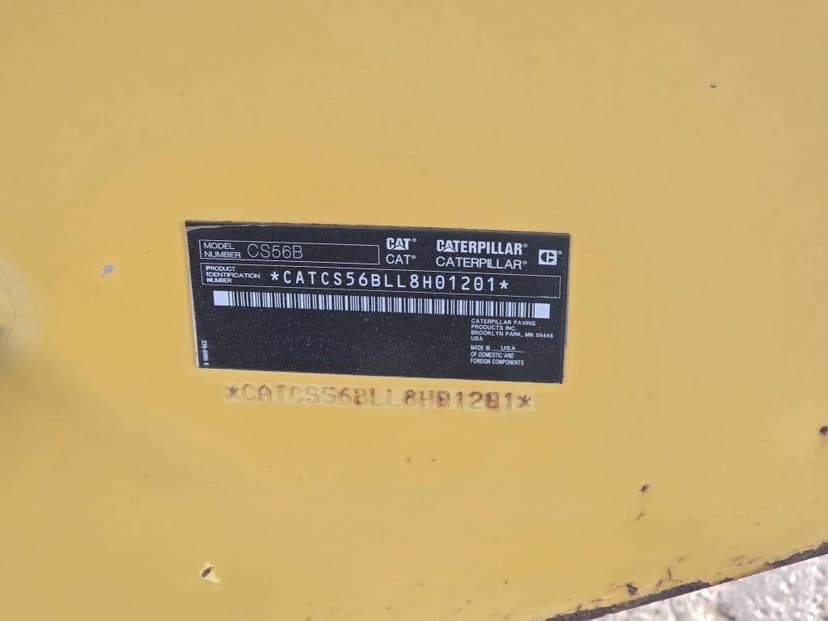 MODEL NUMBER CS56B
CAT® CATERPILLAR®
CAT® CATERPILLAR®
PRODUCT IDENTIFICATION NUMBER *CATCS56BLL8H01201*
CATERPILLAR PAVING
PRODUCTS INC.
BROOKLYN PARK, MN 55445
USA
MADE IN USA
OF DOMESTIC AND
FOREIGN COMPONENTS
*CATCS56BLL8H01201*